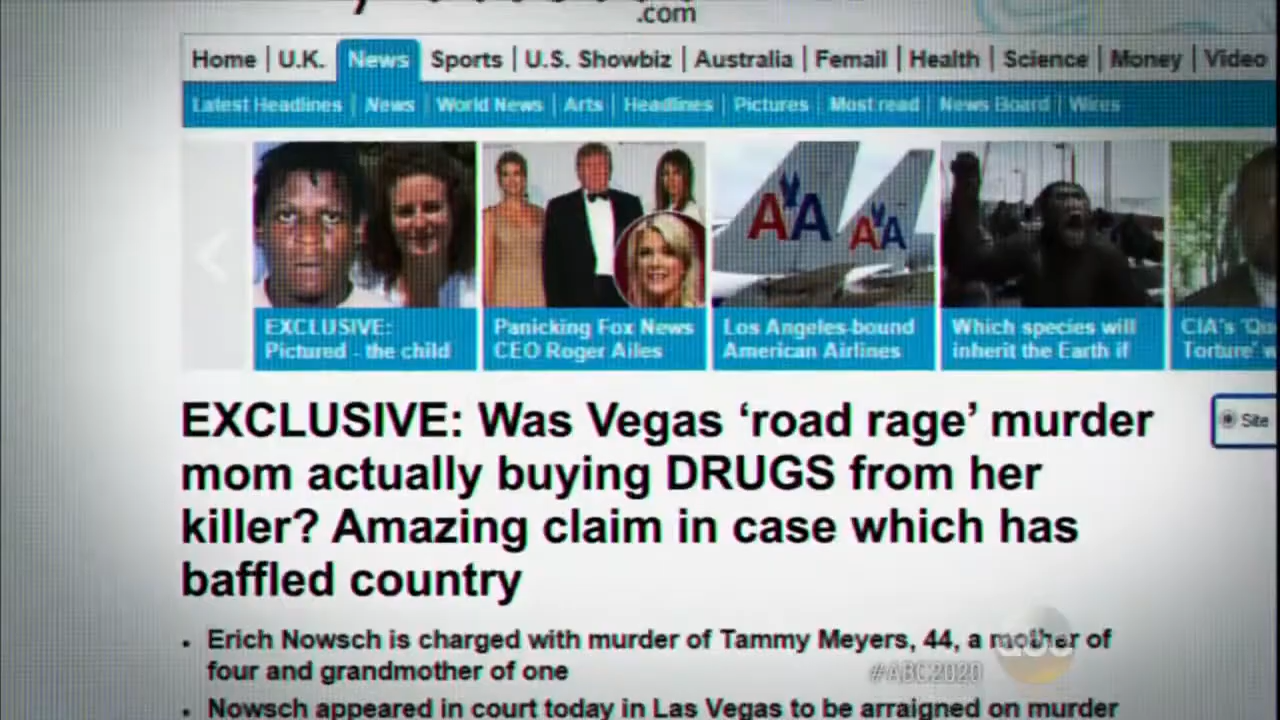 .com
Home | U.K. | News | Sports | U.S. Showbiz | Australia | Femail | Health | Science | Money | Video
Latest Headlines | News | World News | Arts | Headlines | Pictures | Most read | News Board | Wires
AA AA
EXCLUSIVE: Pictured - the child
Panicking Fox News CEO Roger Ailes
Los Angeles-bound American Airlines
Which species will inherit the Earth if
CIA's 'Qu
Torture' w
EXCLUSIVE: Was Vegas ‘road rage’ murder
mom actually buying DRUGS from her
killer? Amazing claim in case which has
baffled country
Site
• Erich Nowsch is charged with murder of Tammy Meyers, 44, a mother of
four and grandmother of one
• Nowsch appeared in court today in Las Vegas to be arraigned on murder
abc
#ABC2020